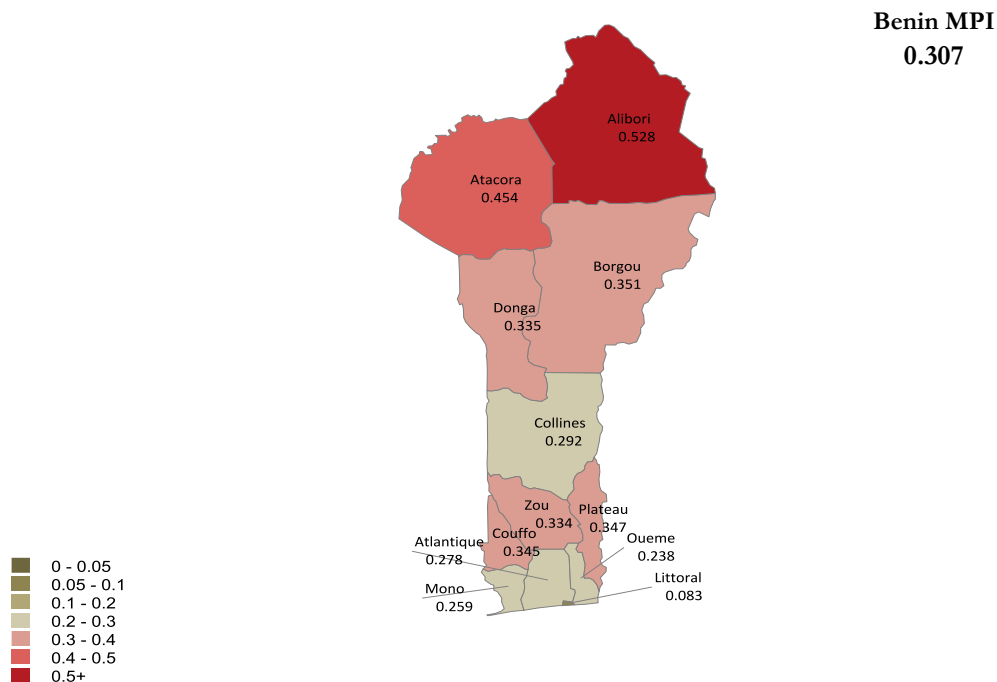 Benin MPI
0.307
Alibori
0.528
Atacora
0.454
Borgou
0.351
Donga
0.335
Collines
0.292
Zou
0.334
Plateau
0.347
Couffo
0.345
Atlantique
0.278
Oueme
0.238
Mono
0.259
Littoral
0.083
0 - 0.05
0.05 - 0.1
0.1 - 0.2
0.2 - 0.3
0.3 - 0.4
0.4 - 0.5
0.5+